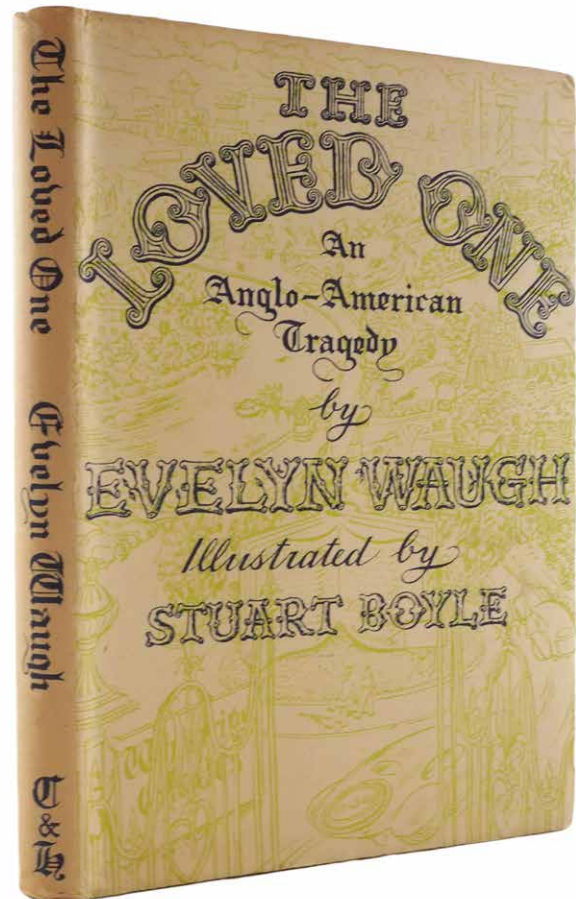 The Loved One Evelyn Waugh C & H
THE
LOVED ONE
An
Anglo-American
Tragedy
by
EVELYN WAUGH
Illustrated by
STUART BOYLE